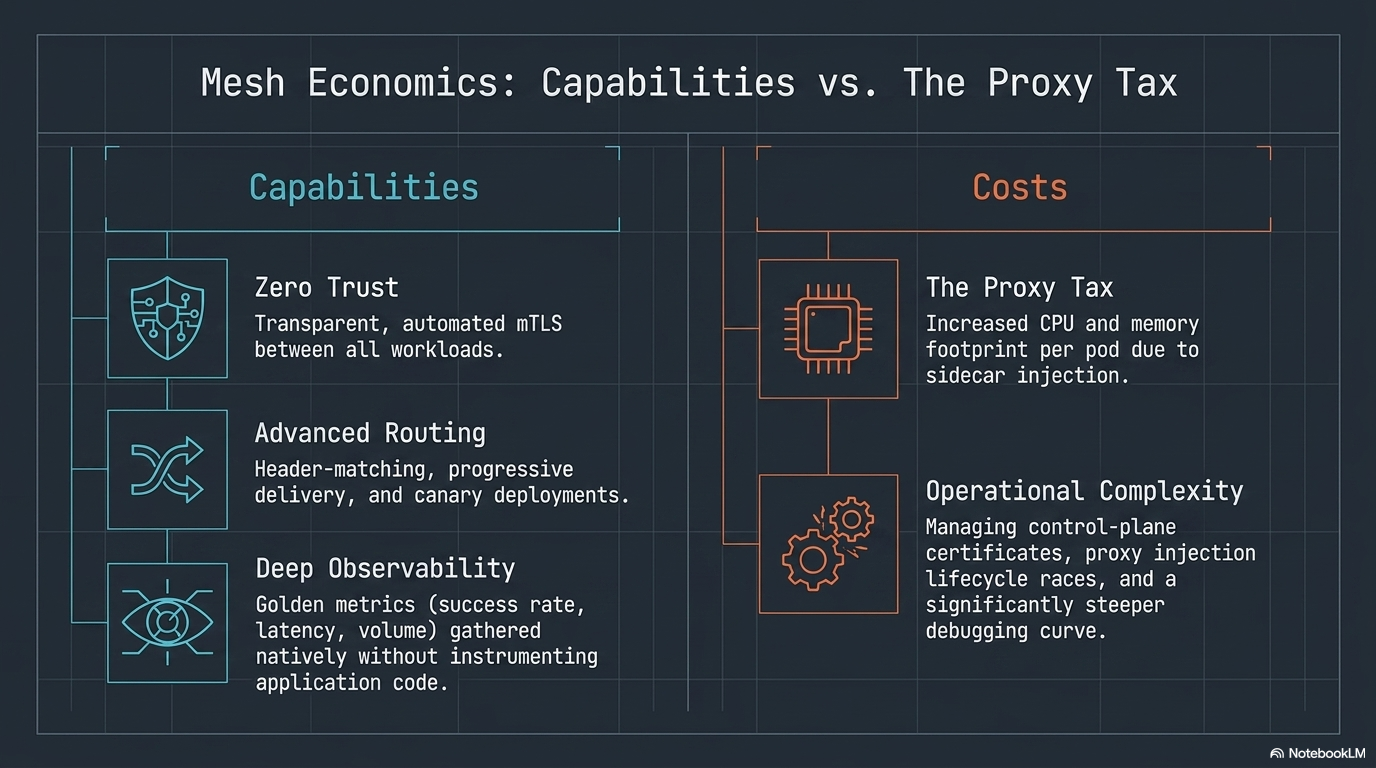 Mesh Economics: Capabilities vs. The Proxy Tax
Capabilities
Zero Trust
Transparent, automated mTLS
between all workloads.
Advanced Routing
Header-matching, progressive
delivery, and canary deployments.
Deep Observability
Golden metrics (success rate,
latency, volume) gathered
natively without instrumenting
application code.
Costs
The Proxy Tax
Increased CPU and memory
footprint per pod due to
sidecar injection.
Operational Complexity
Managing control-plane
certificates, proxy injection
lifecycle races, and a
significantly steeper
debugging curve.
NotebookLM